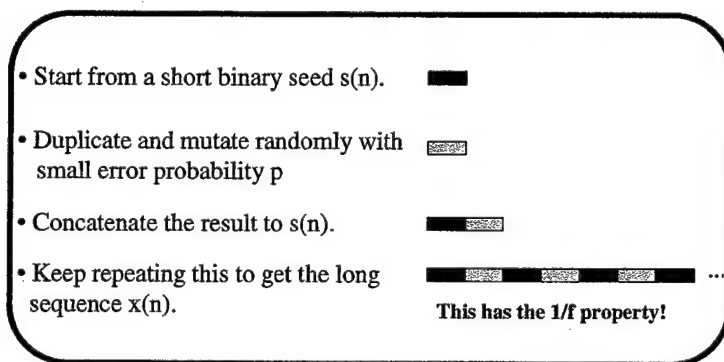 • Start from a short binary seed s(n).
• Duplicate and mutate randomly with
small error probability p
• Concatenate the result to s(n).
• Keep repeating this to get the long
sequence x(n).
...
This has the 1/f property!